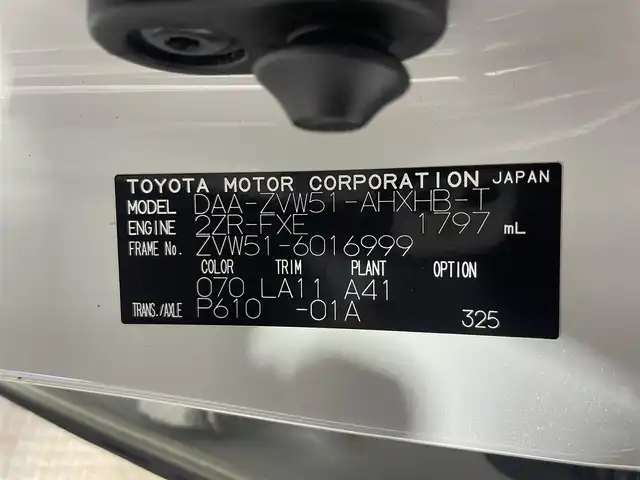 TOYOTA MOTOR CORPORATION JAPAN
MODEL DAA-ZVW51-AHXHB-T
ENGINE 2ZR-FXE 1797 mL
FRAME No. ZVW51-6016999
COLOR TRIM PLANT OPTION
070 LA11 A41
TRANS./AXLE P610 -01A 325